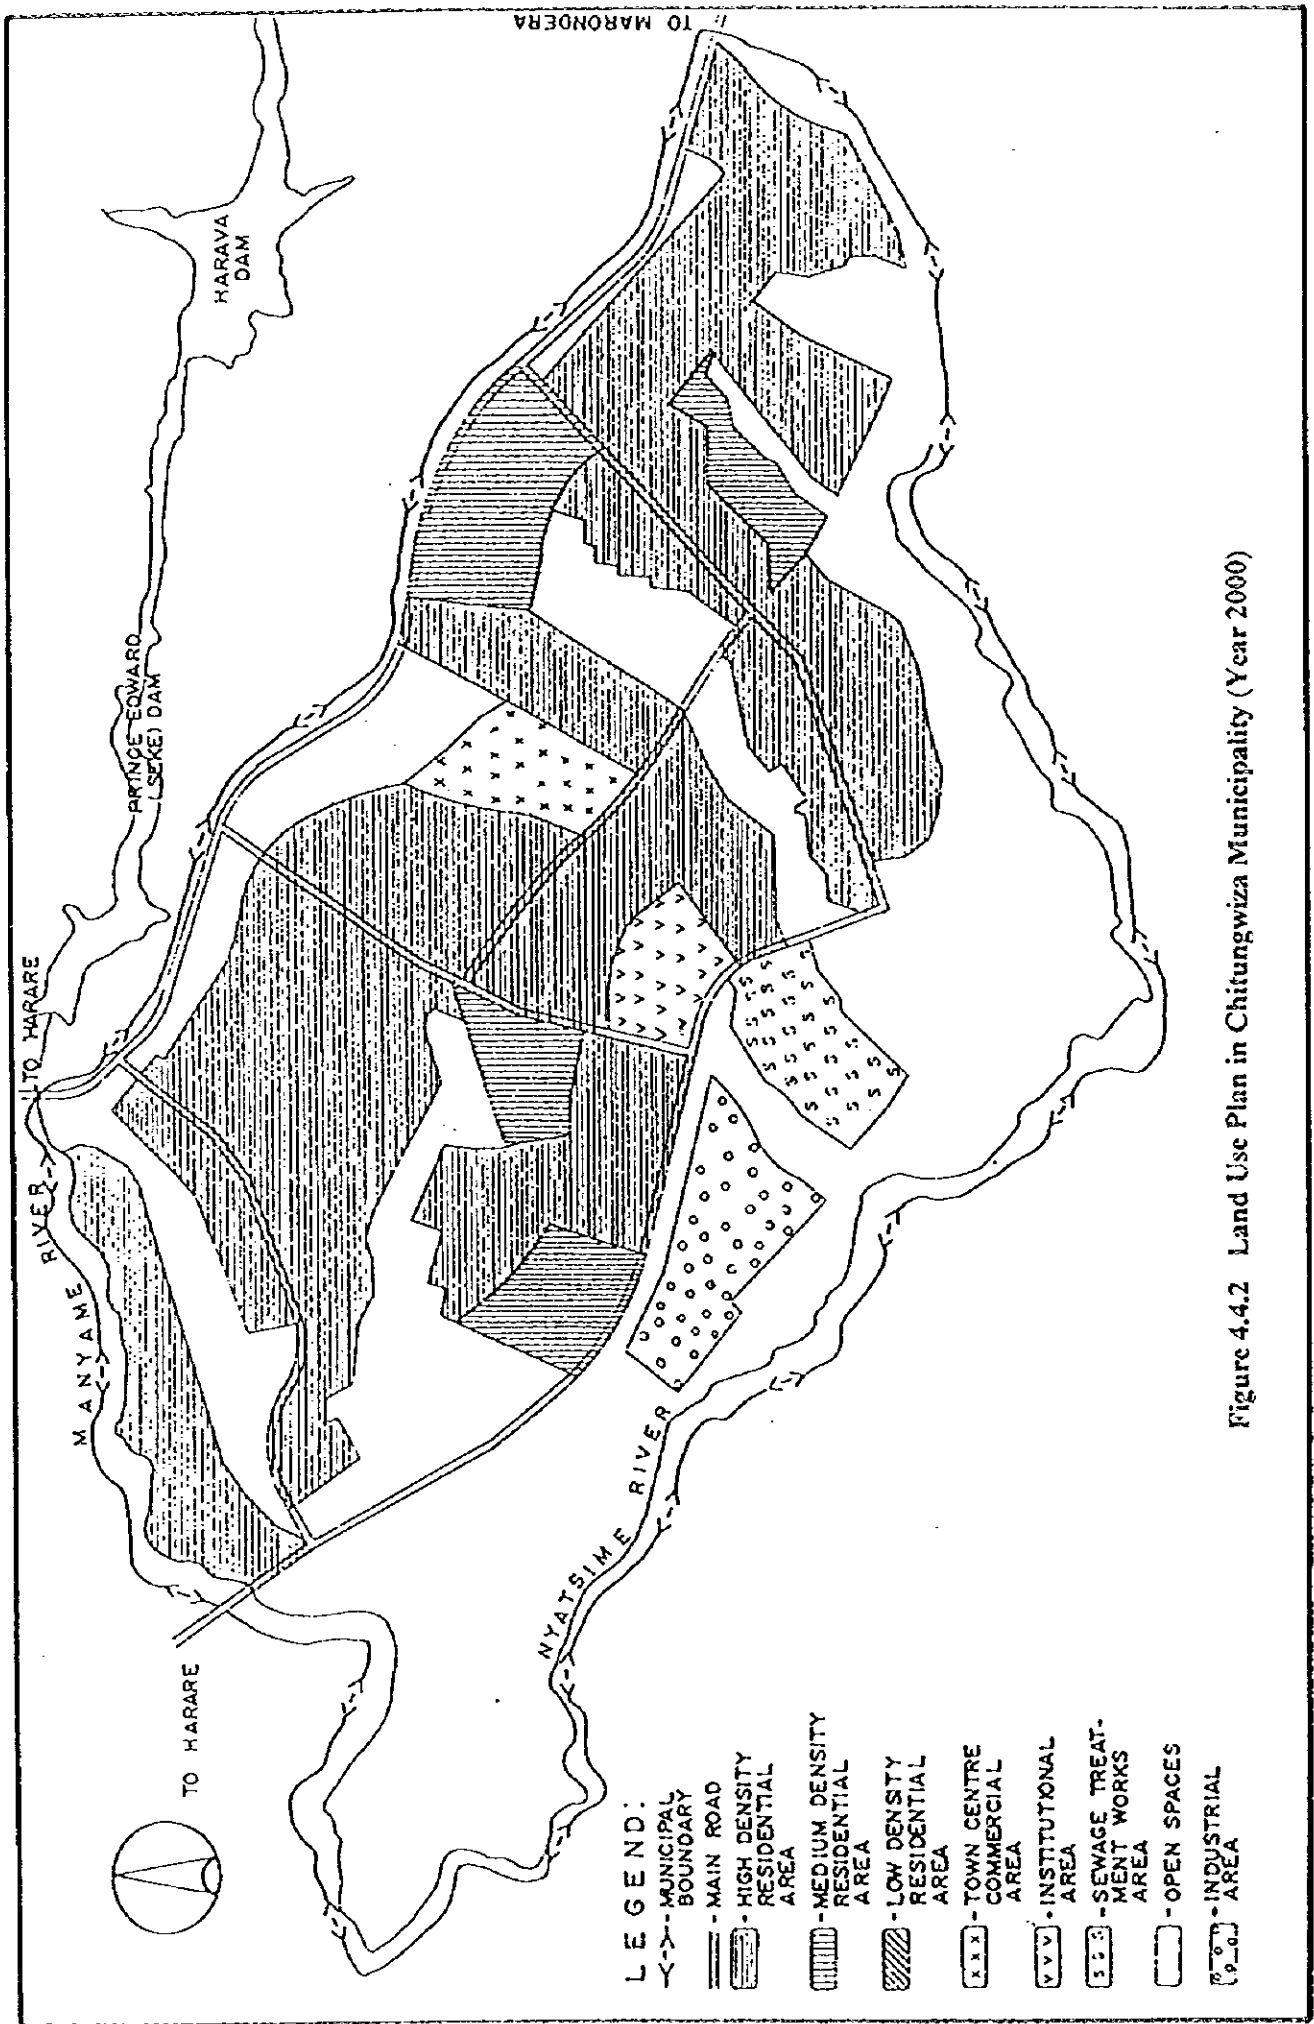 TO HARARE
MANYAME
RIVER
TO HARARE
PRINCE EDWARD
(SEKE) DAM
HARAVA
DAM
TO MARONDERA
NYATSIME RIVER
LEGEND:
<--> - MUNICIPAL
BOUNDARY
- MAIN ROAD
- HIGH DENSITY
RESIDENTIAL
AREA
- MEDIUM DENSITY
RESIDENTIAL
AREA
- LOW DENSITY
RESIDENTIAL
AREA
x x x - TOWN CENTRE
COMMERCIAL
AREA
v v v - INSTITUTIONAL
AREA
s s s - SEWAGE TREAT-
MENT WORKS
AREA
- OPEN SPACES
- INDUSTRIAL
AREA
Figure 4.4.2 Land Use Plan in Chitungwiza Municipality (Year 2000)